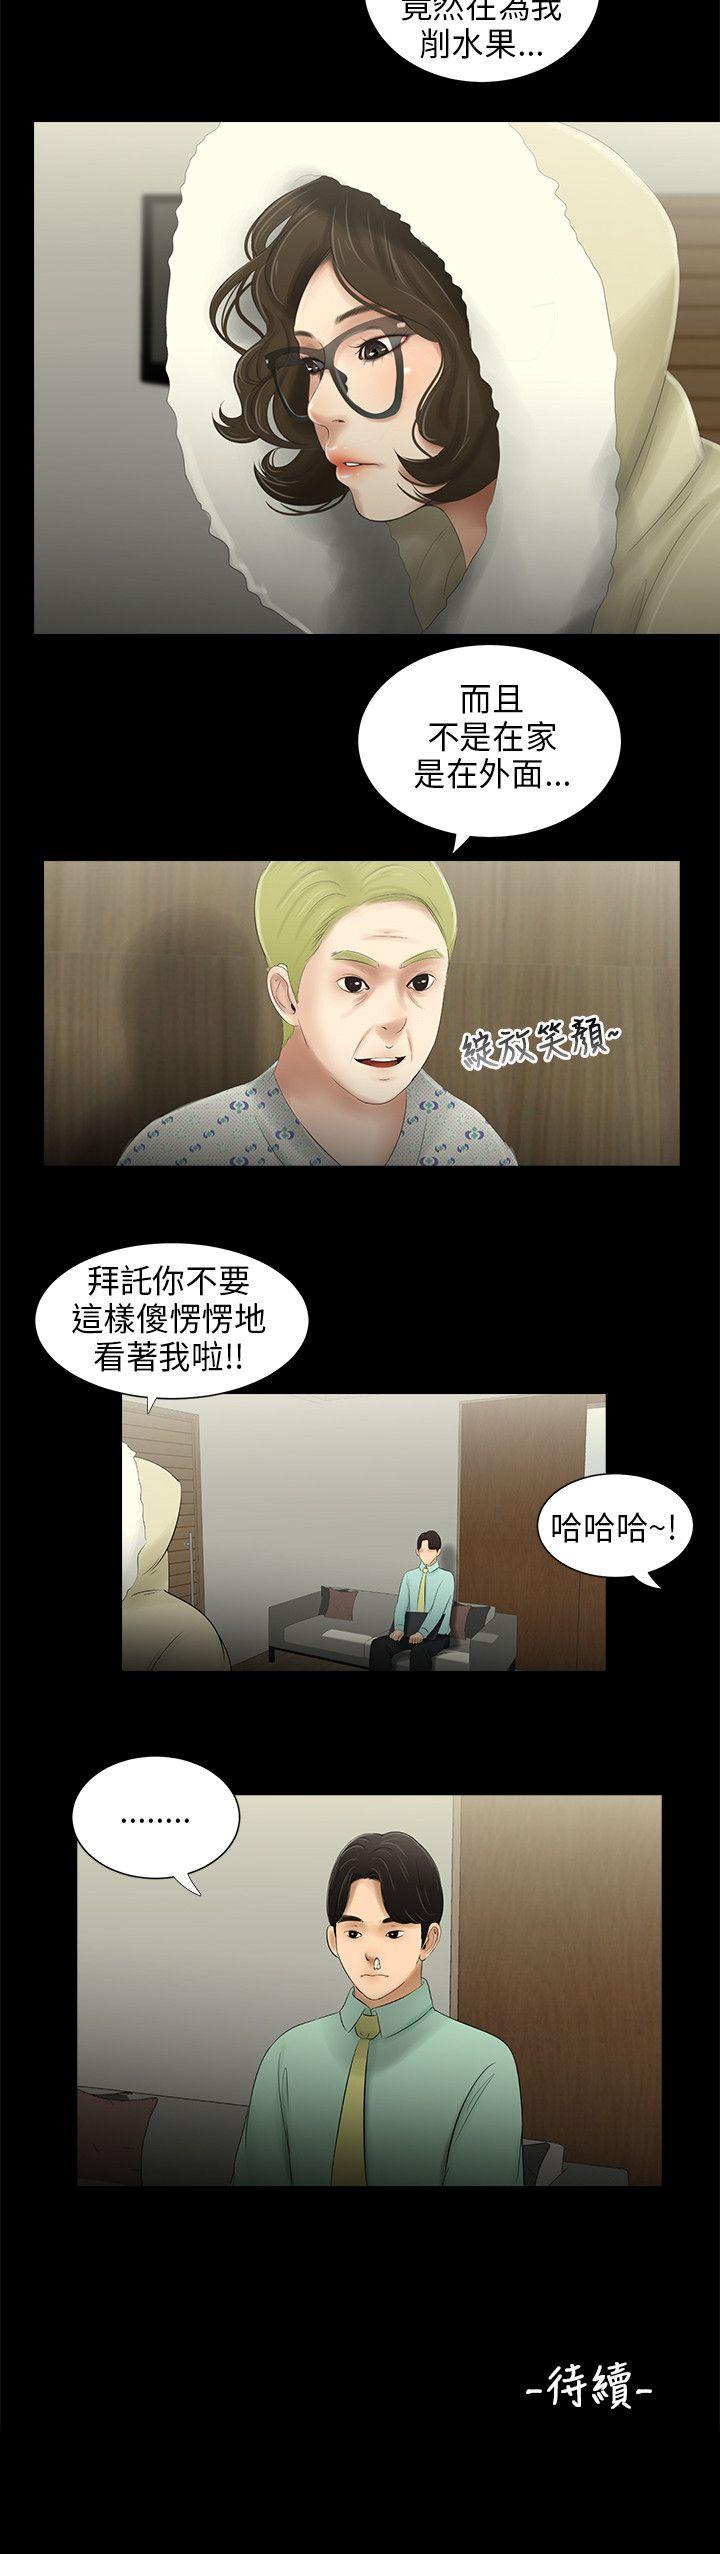 竟然在為我
削水果...
而且
不是在家
是在外面...
綻放笑顏~
拜託你不要
這樣傻愣愣地
看著我啦!!
哈哈哈~!
........
-待續-